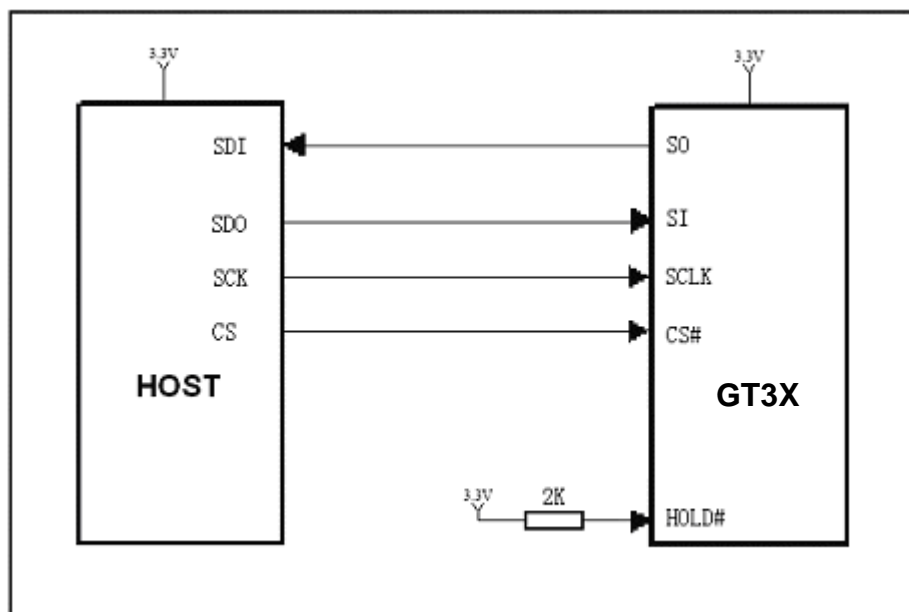 3.3V 3.3V
SDI SO
SDO SI
SCK SCLK
CS CS#
HOST GT3X
3.3V 2K HOLD#